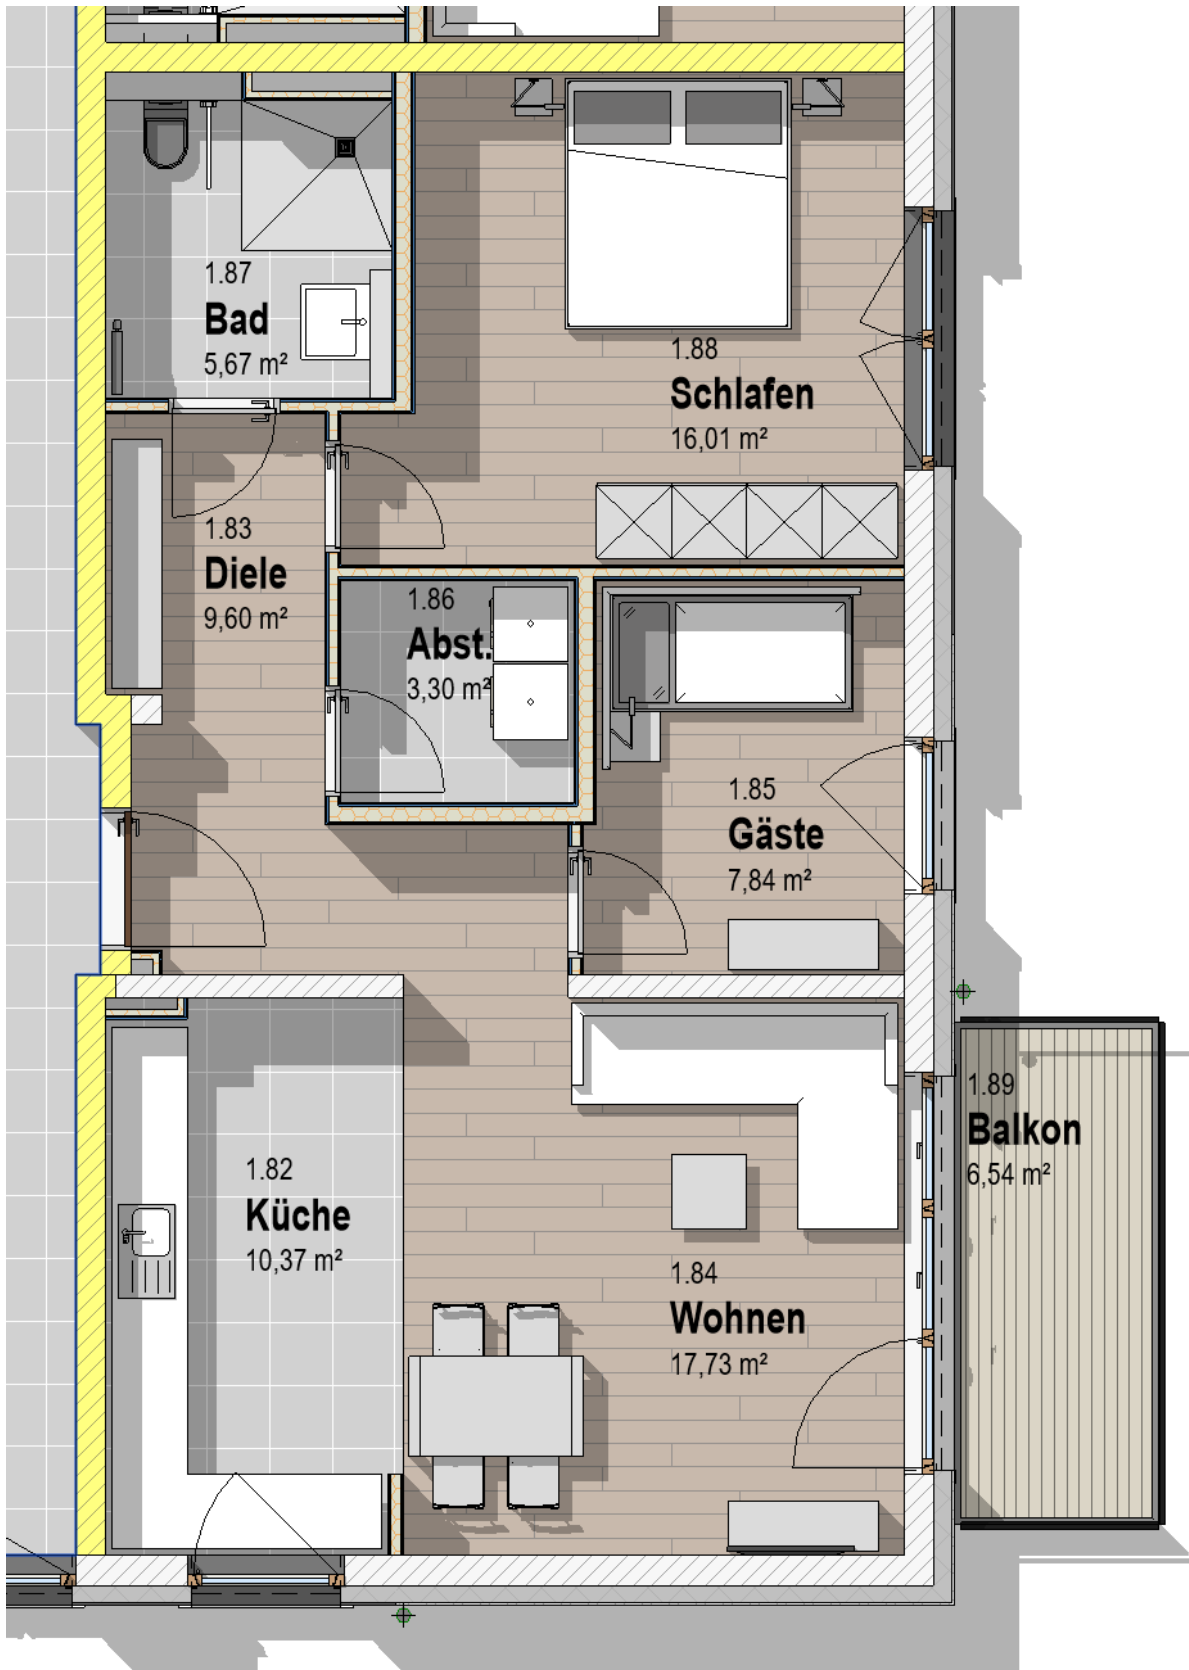 1.87
Bad
5,67 m²
1.88
Schlafen
16,01 m²
1.83
Diele
9,60 m²
1.86
Abst.
3,30 m²
1.85
Gäste
7,84 m²
1.89
Balkon
6,54 m²
1.82
Küche
10,37 m²
1.84
Wohnen
17,73 m²